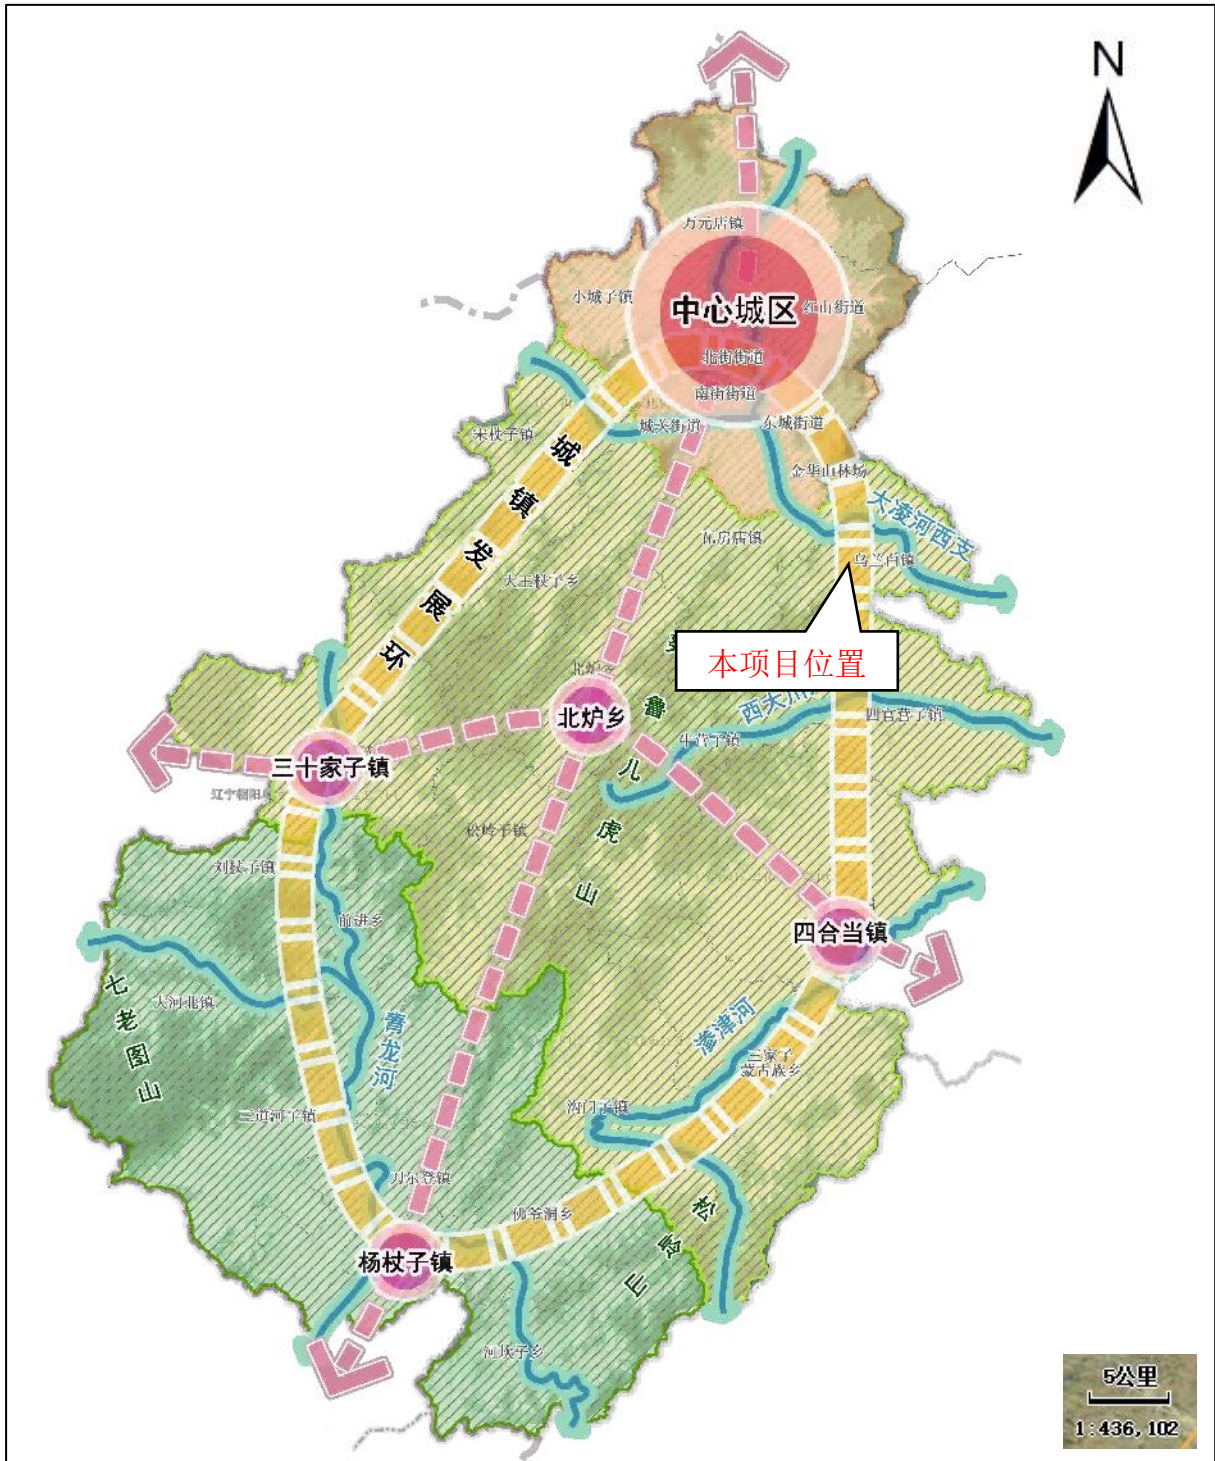 N
万元店镇
小城子镇
中心城区
红山街道
北街街道
南街街道
城关街道
东城街道
宋杖子镇
金华山林场
城镇发展环
大凌河西支
瓦房店镇
乌兰白镇
大王杖子乡
本项目位置
北炉乡
西大川
四官营子镇
牛营子镇
三十家子镇
辽宁朝阳
松岭子镇
鲁儿虎山
刘杖子镇
前进乡
四合当镇
大河北镇
七老图山
青龙河
渗津河
三家子
蒙古族乡
沟门子镇
三道河子镇
刀尔登镇
佛爷洞乡
松岭山
杨杖子镇
河坎子乡
5公里
1:436,102